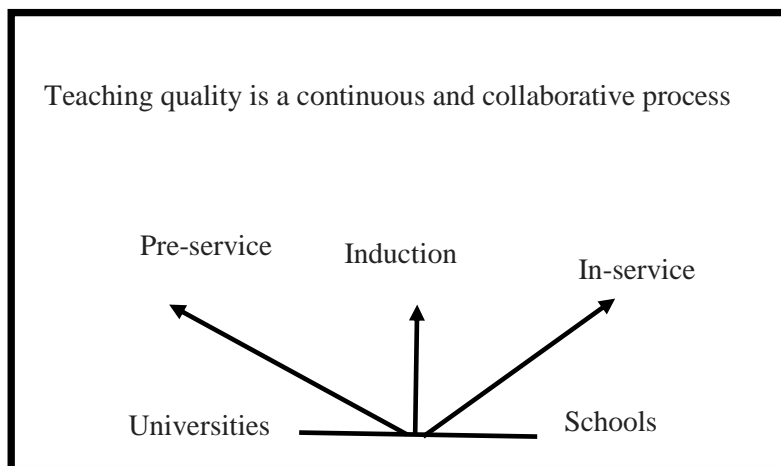 Teaching quality is a continuous and collaborative process
Pre-service
Induction
In-service
Universities
Schools